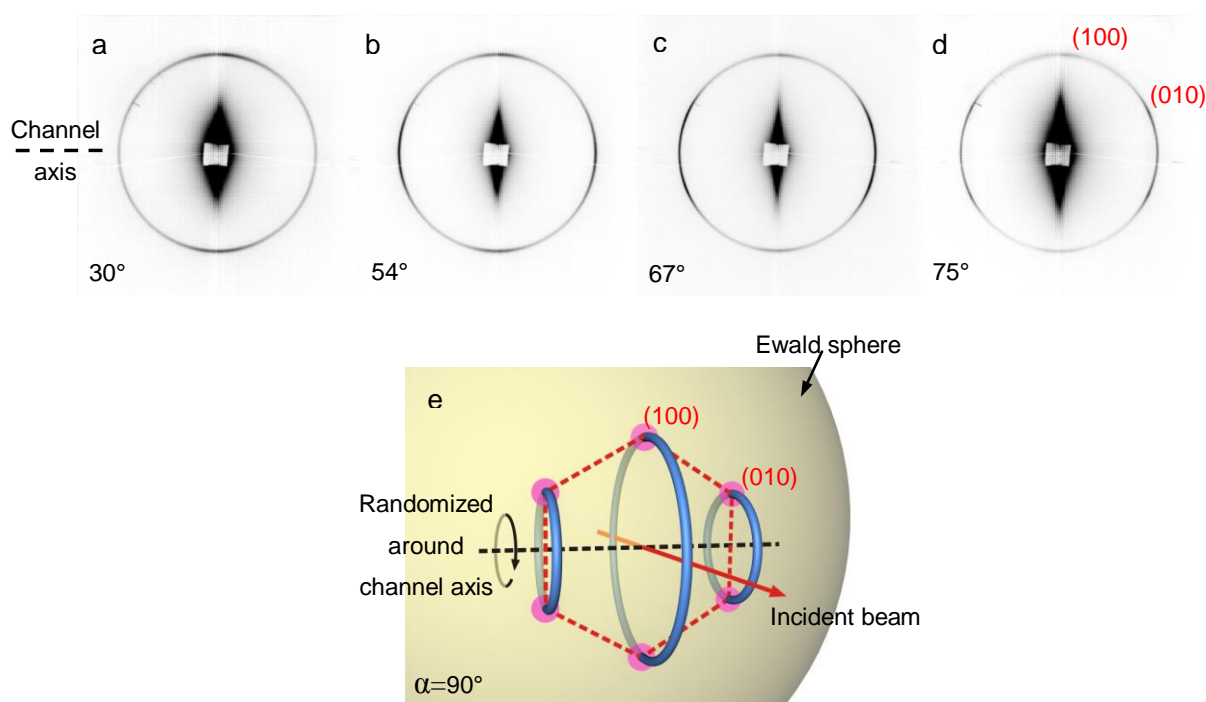 a
b
c
d
(100)
(010)
Channel
axis
30°
54°
67°
75°
Ewald sphere
e
(100)
(010)
Randomized
around
channel axis
Incident beam
α=90°